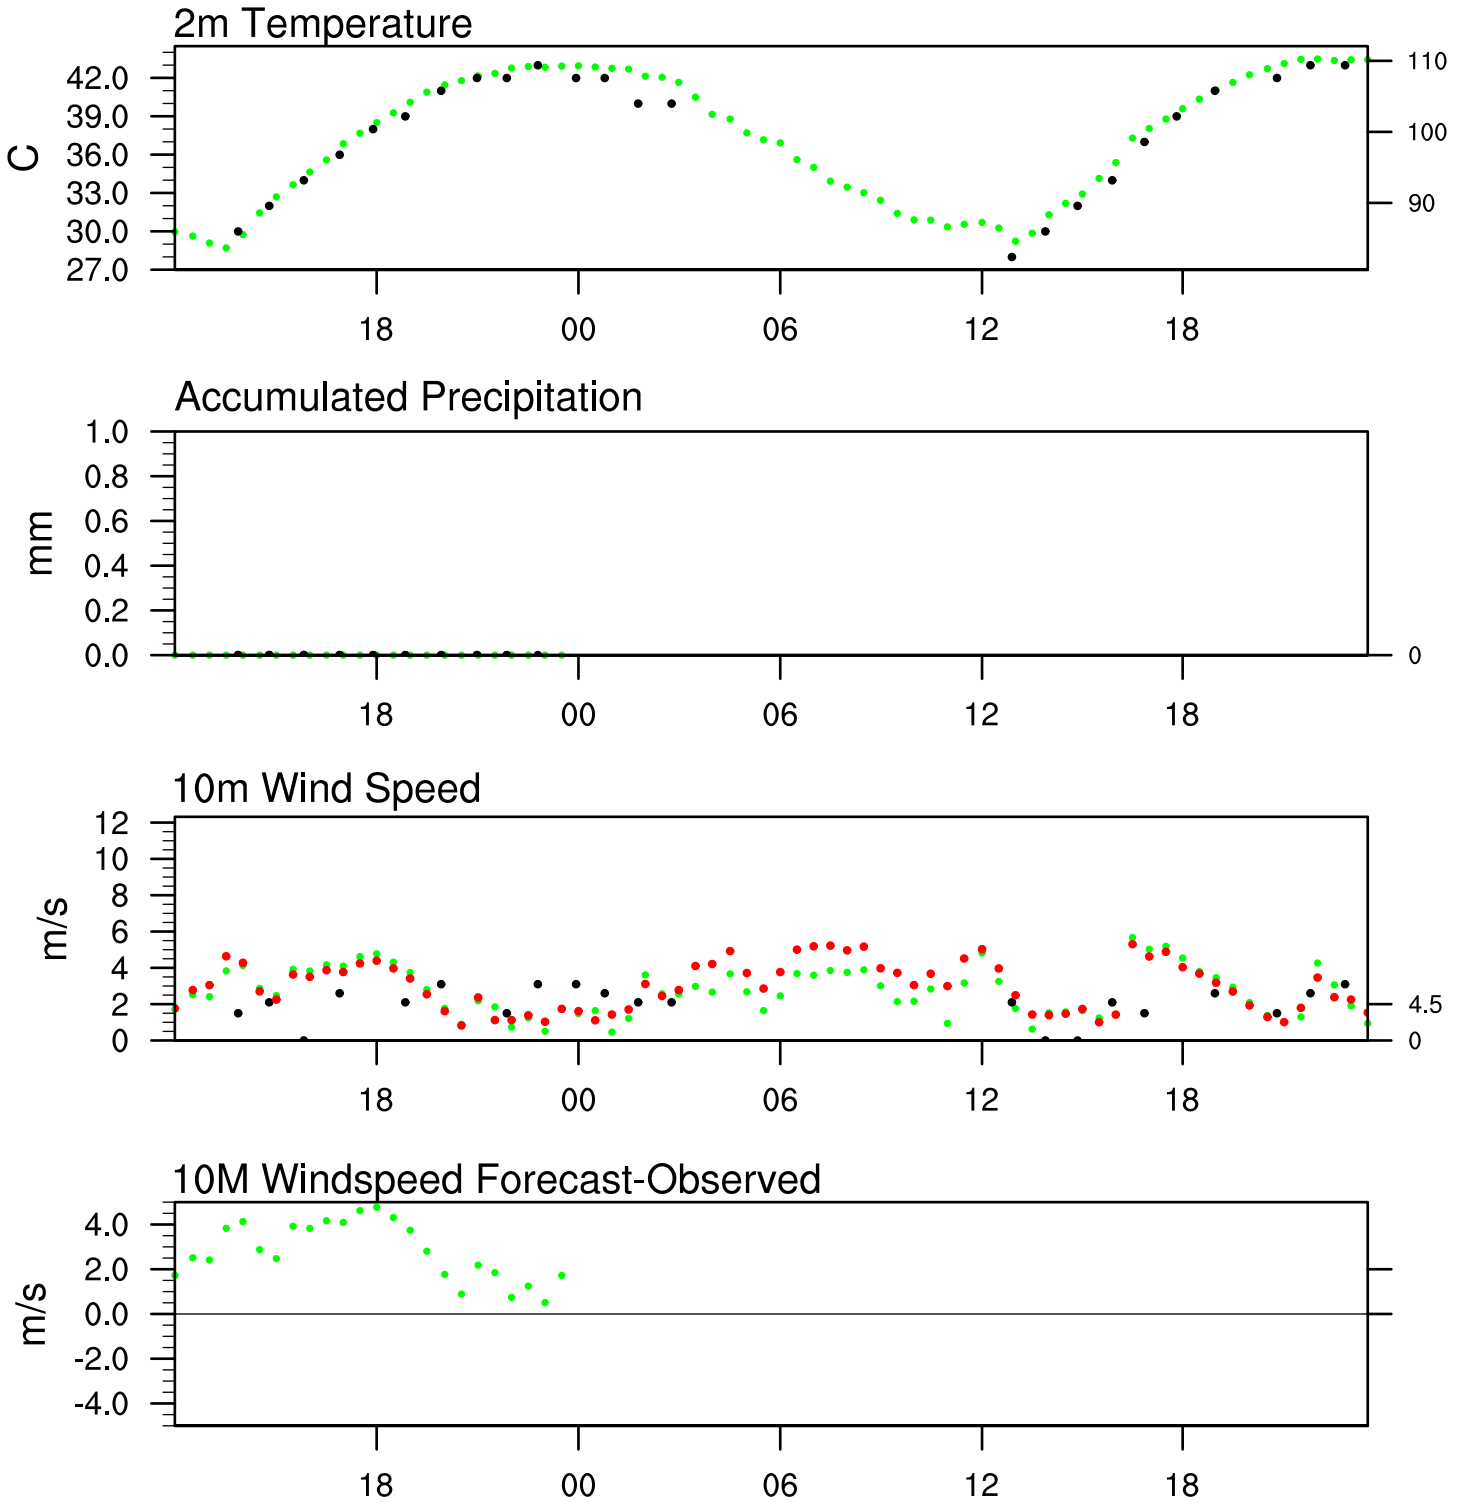 2m Temperature
42.0
39.0
36.0
33.0
30.0
27.0
C
110
100
90
18 00 06 12 18
Accumulated Precipitation
1.0
0.8
0.6
0.4
0.2
0.0
mm
0
18 00 06 12 18
10m Wind Speed
12
10
8
6
4
2
0
m/s
4.5
0
18 00 06 12 18
10M Windspeed Forecast-Observed
4.0
2.0
0.0
-2.0
-4.0
m/s
18 00 06 12 18